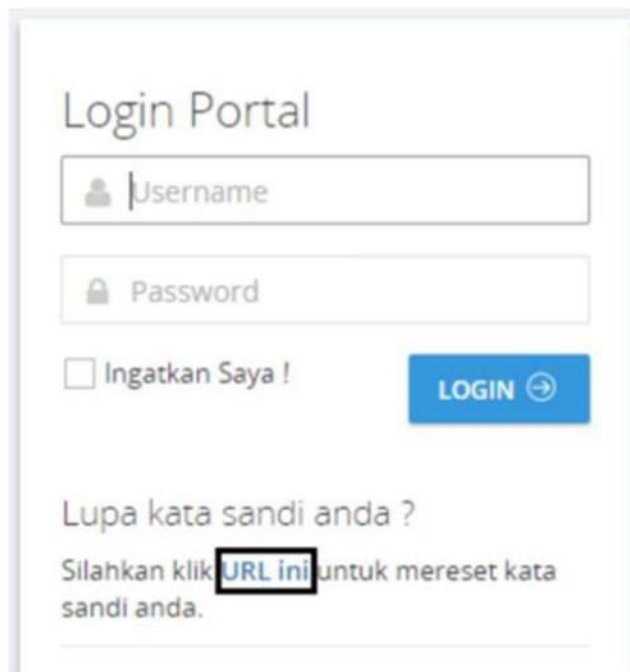 Login Portal
Username
Password
Ingatkan Saya !
LOGIN
Lupa kata sandi anda ?
Silahkan klik URL ini untuk mereset kata
sandi anda.